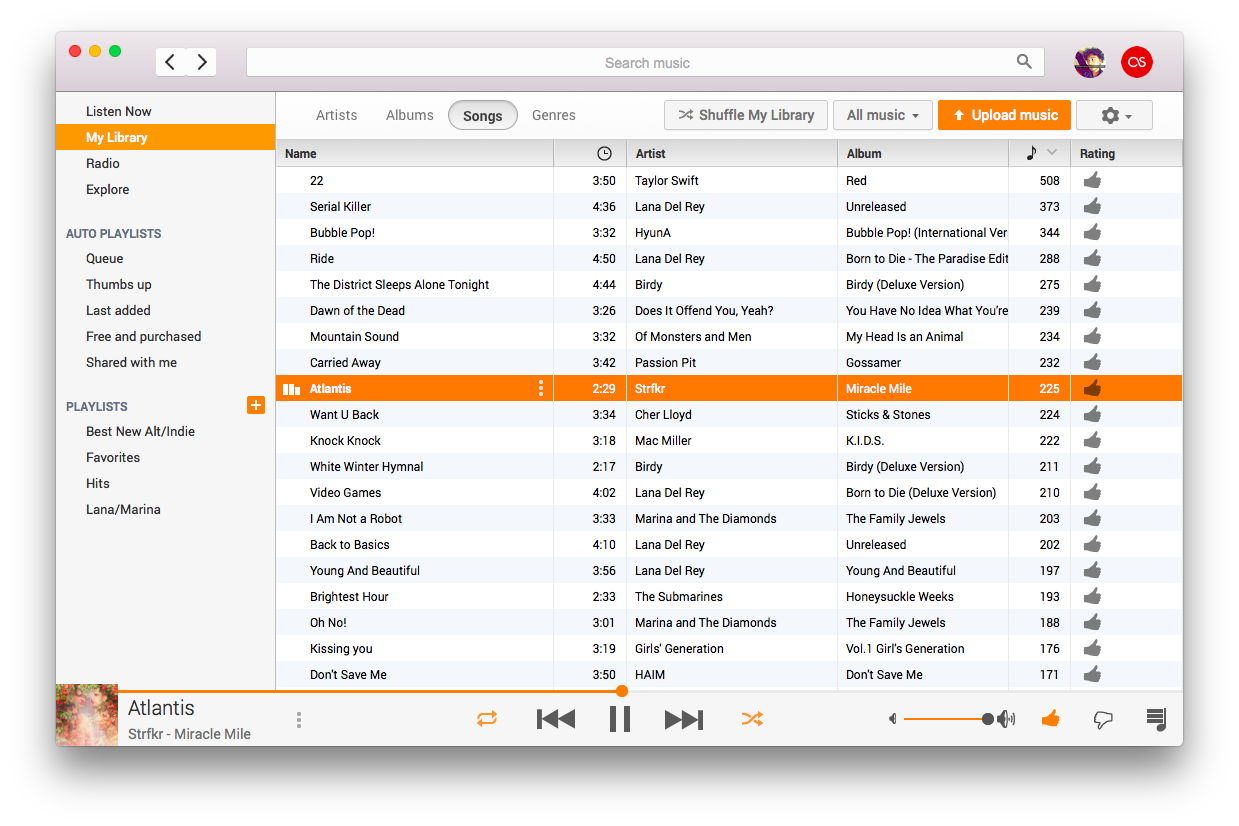 Search music
Listen Now
My Library
Radio
Explore
AUTO PLAYLISTS
Queue
Thumbs up
Last added
Free and purchased
Shared with me
PLAYLISTS
Best New Alt/Indie
Favorites
Hits
Lana/Marina
Artists Albums Songs Genres Shuffle My Library All music Upload music
Name Artist Album Rating
22 3:50 Taylor Swift Red 508
Serial Killer 4:36 Lana Del Rey Unreleased 373
Bubble Pop! 3:32 HyunA Bubble Pop! (International Ver 344
Ride 4:50 Lana Del Rey Born to Die - The Paradise Edit 288
The District Sleeps Alone Tonight 4:44 Birdy Birdy (Deluxe Version) 275
Dawn of the Dead 3:26 Does It Offend You, Yeah? You Have No Idea What You're 239
Mountain Sound 3:32 Of Monsters and Men My Head Is an Animal 234
Carried Away 3:42 Passion Pit Gossamer 232
Atlantis 2:29 Strfkr Miracle Mile 225
Want U Back 3:34 Cher Lloyd Sticks & Stones 224
Knock Knock 3:18 Mac Miller K.I.D.S. 222
White Winter Hymnal 2:17 Birdy Birdy (Deluxe Version) 211
Video Games 4:02 Lana Del Rey Born to Die (Deluxe Version) 210
I Am Not a Robot 3:33 Marina and The Diamonds The Family Jewels 203
Back to Basics 4:10 Lana Del Rey Unreleased 202
Young And Beautiful 3:56 Lana Del Rey Young And Beautiful 197
Brightest Hour 2:33 The Submarines Honeysuckle Weeks 193
Oh No! 3:01 Marina and The Diamonds The Family Jewels 188
Kissing you 3:19 Girls' Generation Vol.1 Girl's Generation 176
Don't Save Me 3:50 HAIM Don't Save Me 171
Atlantis
Strfkr - Miracle Mile